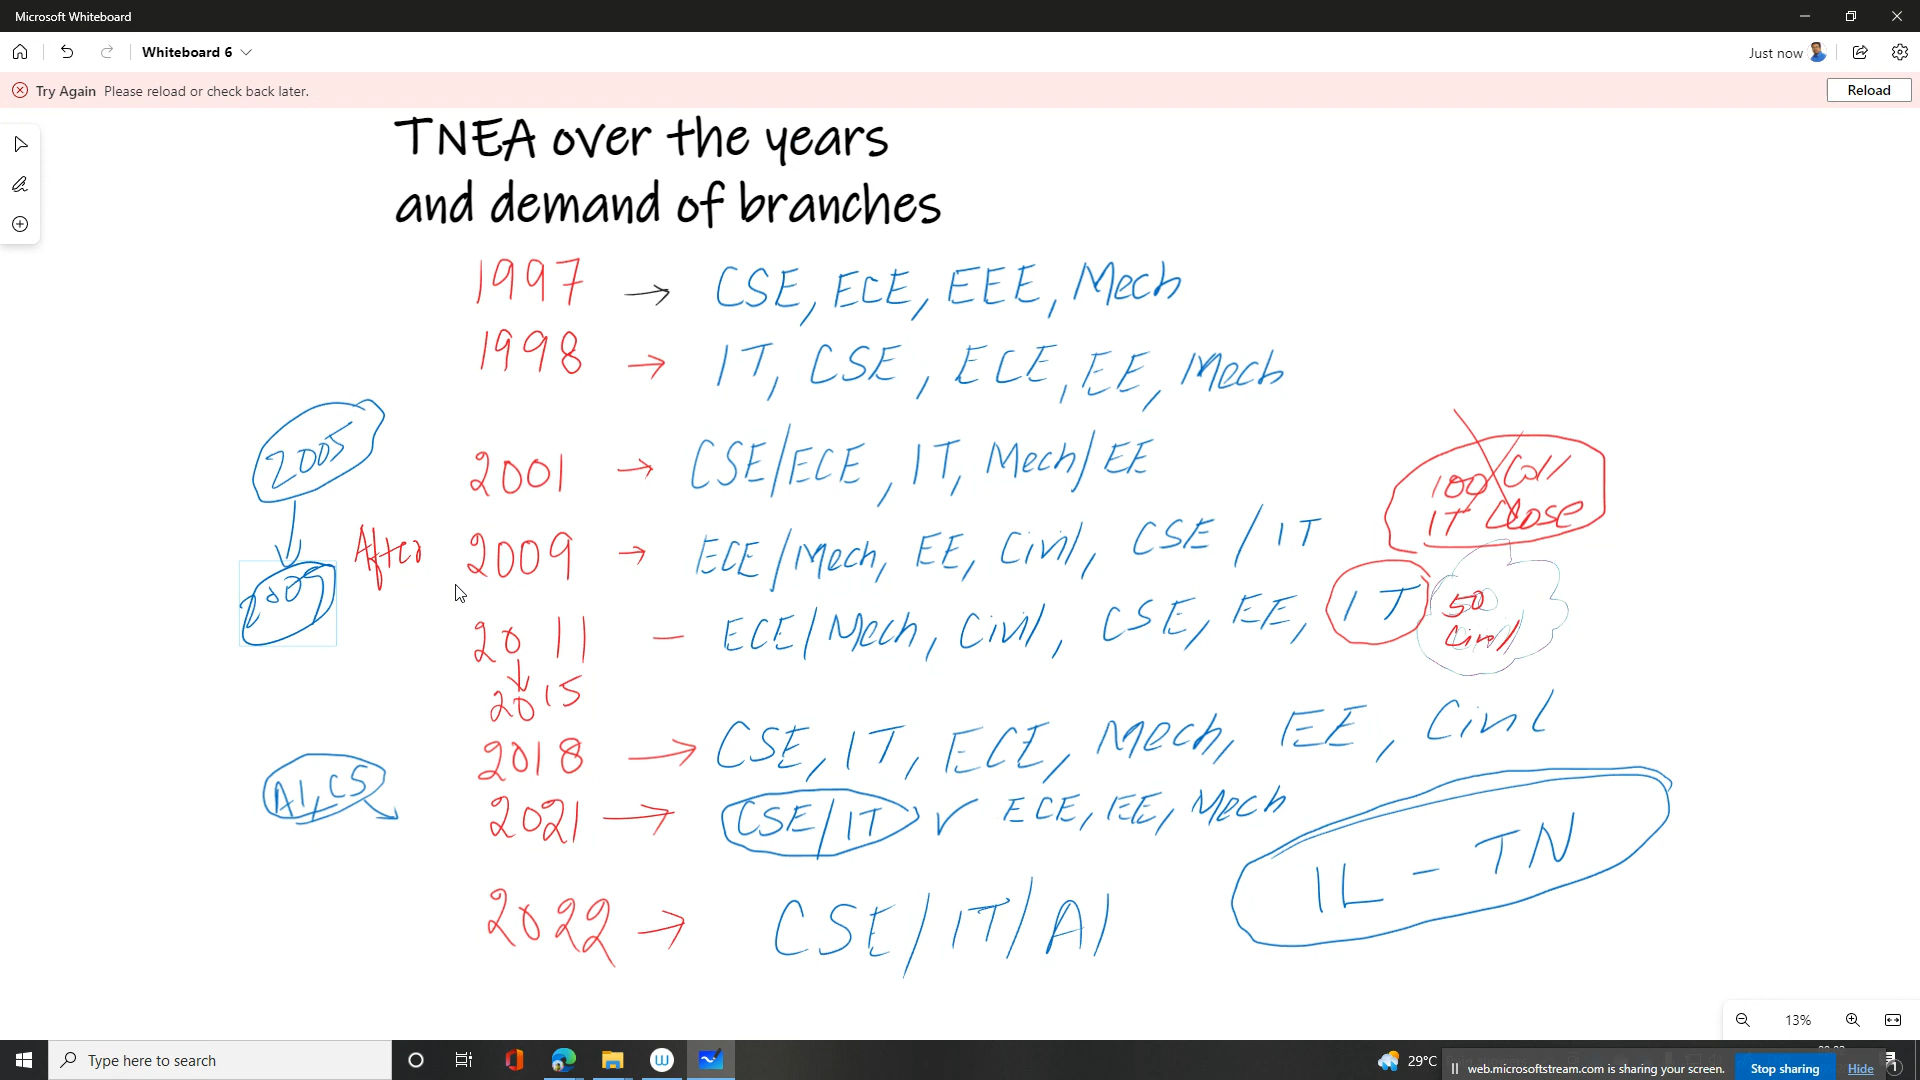 Microsoft Whiteboard
Whiteboard 6
Just now
Try Again Please reload or check back later.
Reload
TNEA over the years
and demand of branches
1997 → CSE, ECE, EEE, Mech
1998 → IT, CSE, ECE, EE, Mech
2005
2001 → CSE/ECE, IT, Mech/EE
100 Coll
IT Close
After 2009 → ECE/Mech, EE, Civil, CSE/IT
2009
2011 - ECE/Mech, Civil, CSE, EE, IT
50
Civil
2015
2018 → CSE, IT, ECE, Mech, EE, Civil
AI, CS
2021 → CSE/IT ✓ ECE, EE, Mech
IL - TN
2022 → CSE/IT/AI
13%
Type here to search
29°C
web.microsoftstream.com is sharing your screen.
Stop sharing
Hide
1